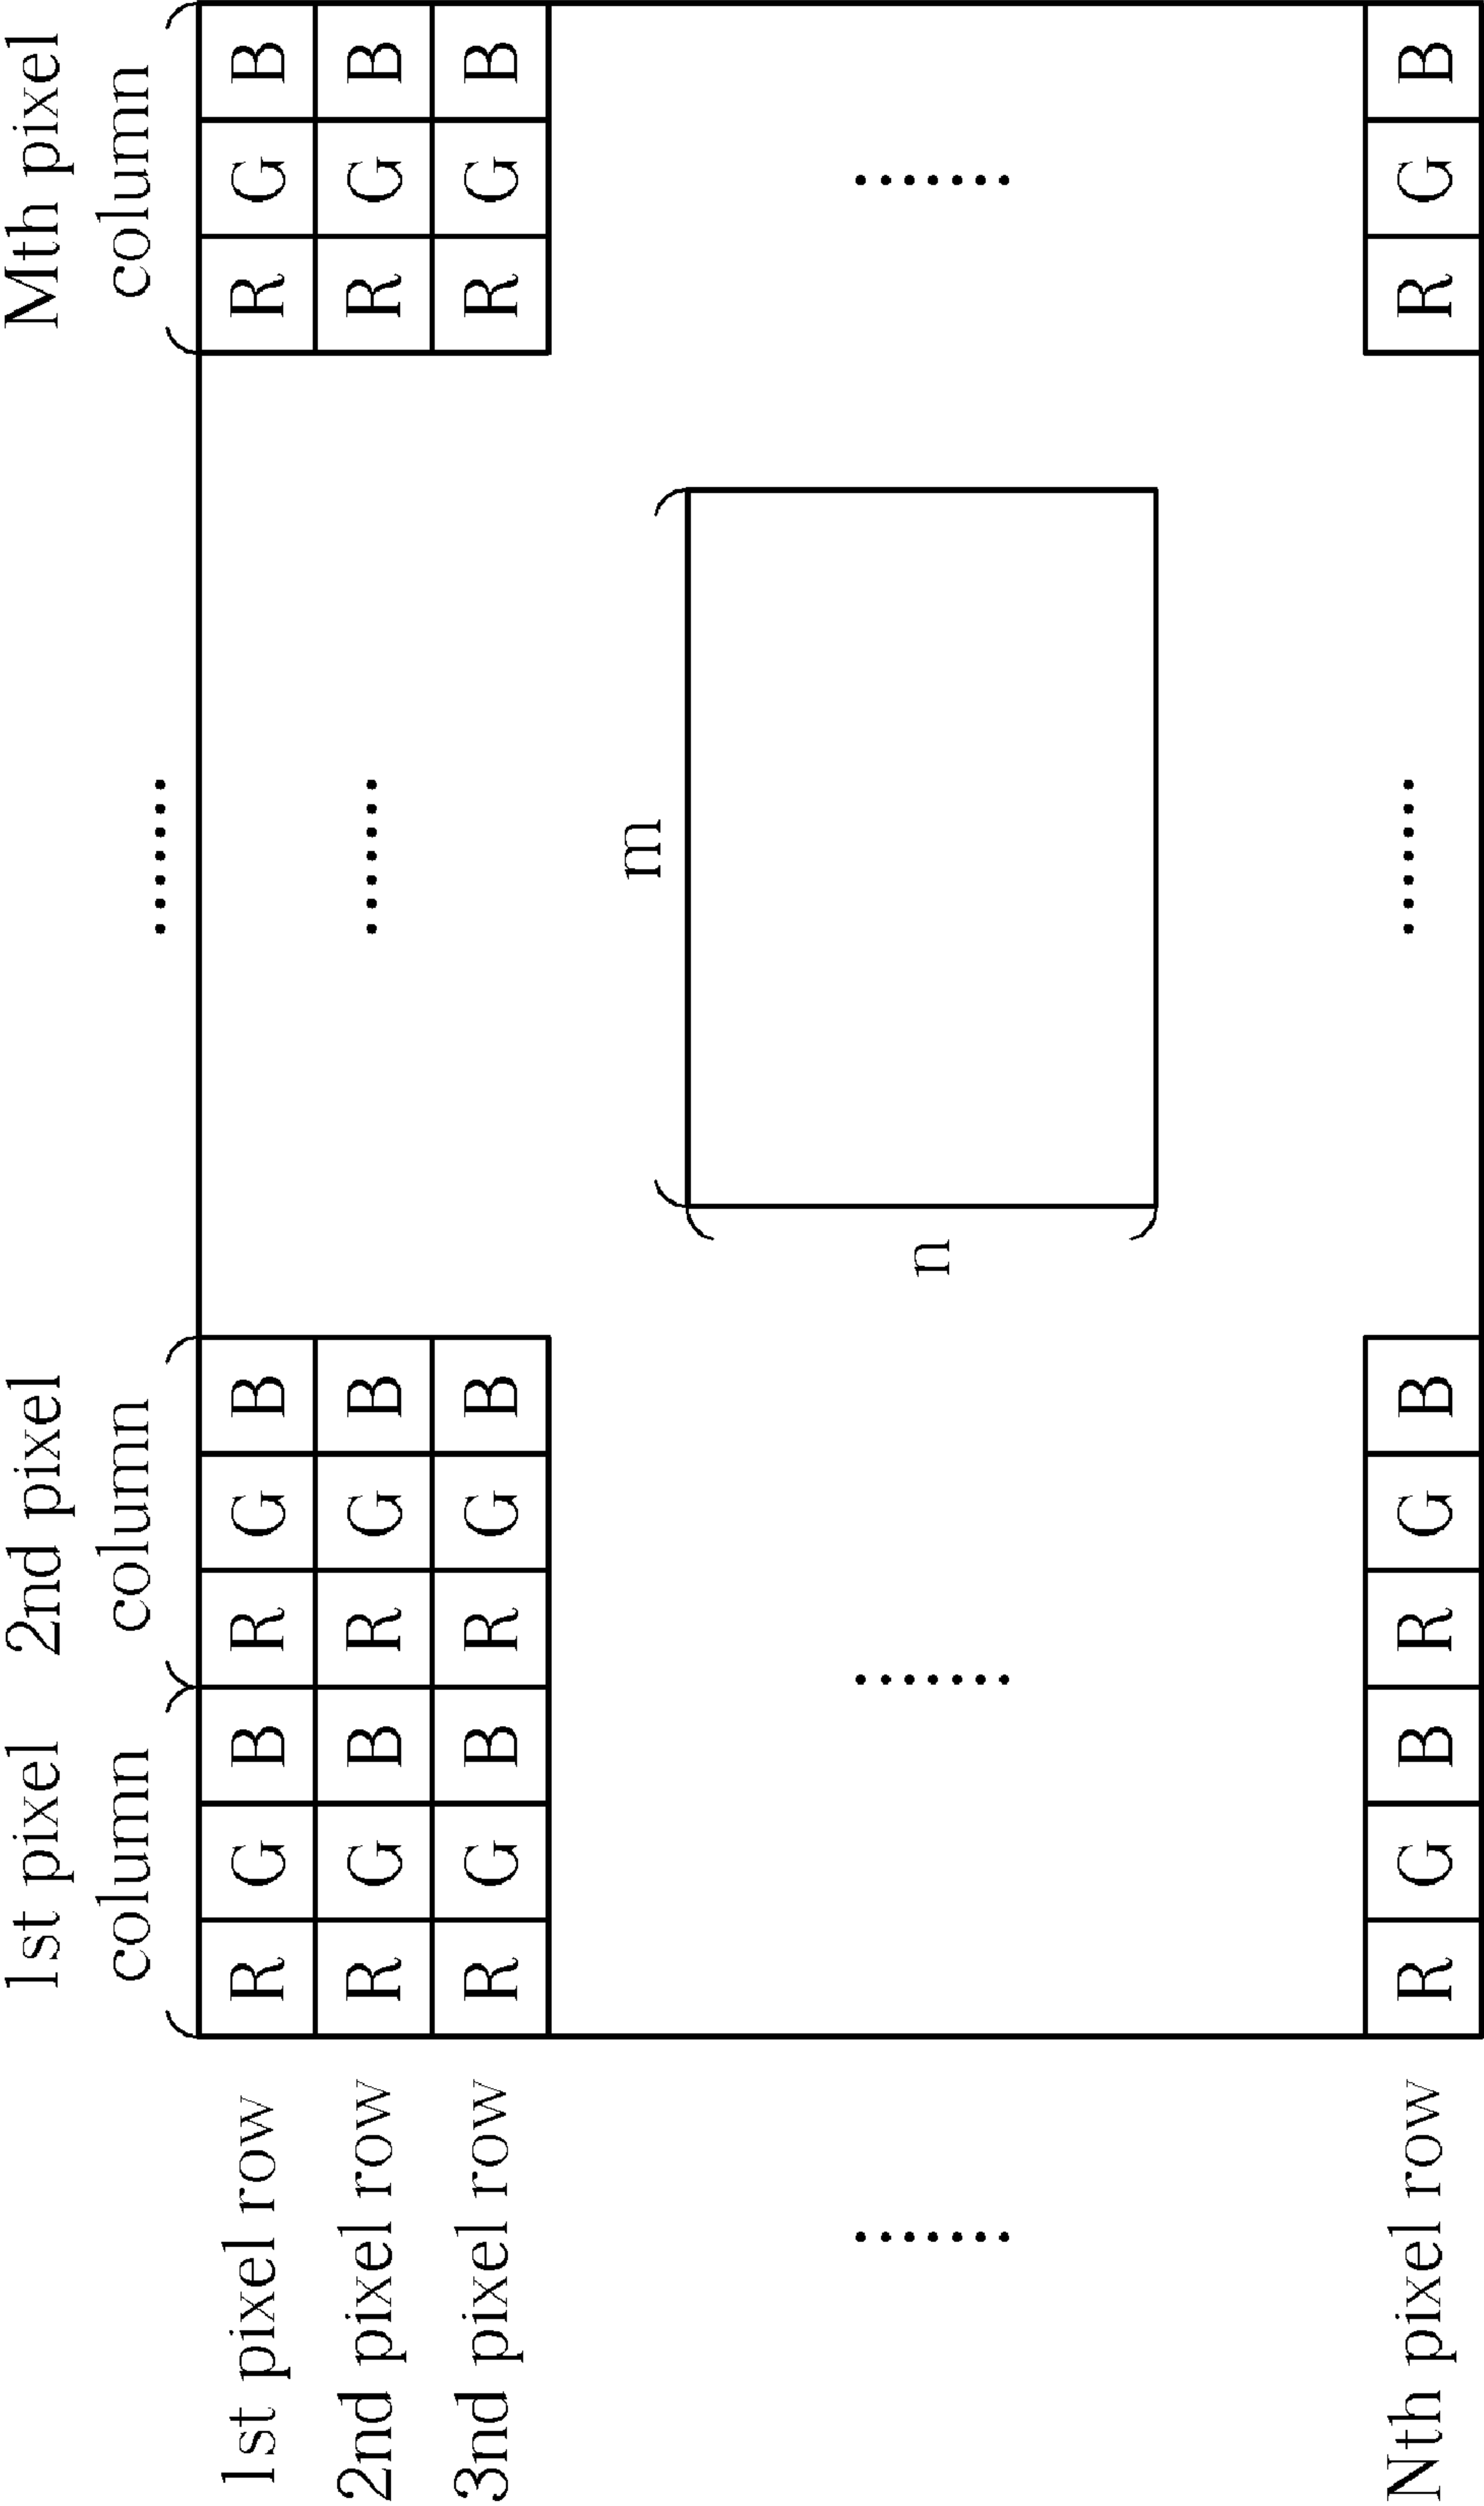 1st pixel column 2nd pixel column ······· Mth pixel column
1st pixel row R G B R G B R G B
2nd pixel row R G B R G B ······· R G B
3nd pixel row R G B R G B R G B
m
······· ······· n ·······
Nth pixel row R G B R G B ······· R G B